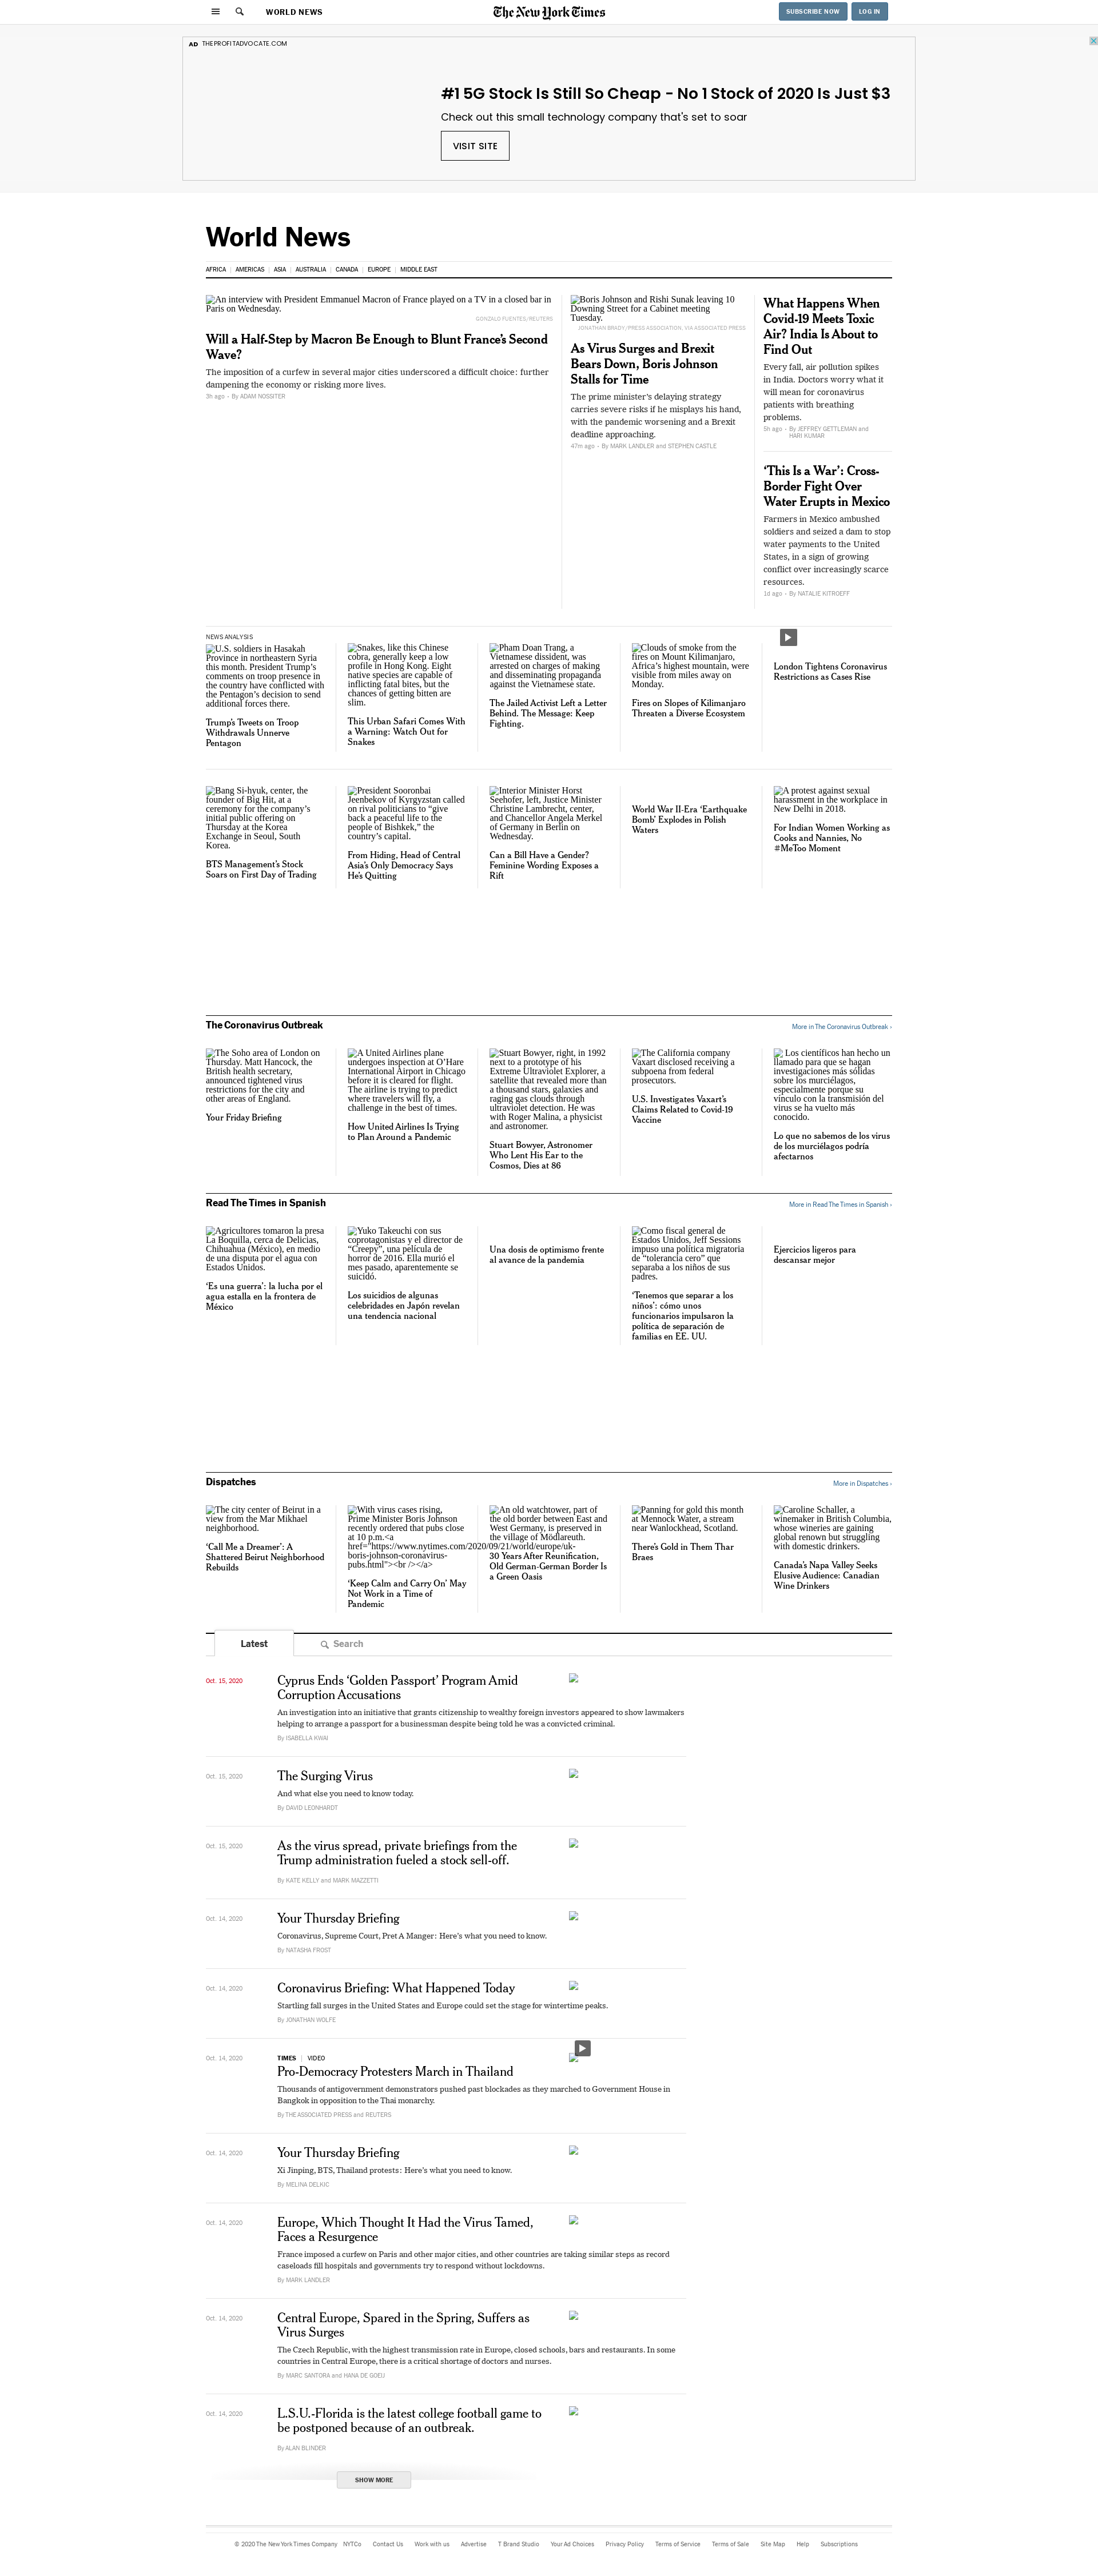 WORLD NEWS
The New York Times
SUBSCRIBE NOW
LOG IN
AD THEPROFITADVOCATE.COM
#1 5G Stock Is Still So Cheap - No 1 Stock of 2020 Is Just $3
Check out this small technology company that's set to soar
VISIT SITE
World News
AFRICA | AMERICAS | ASIA | AUSTRALIA | CANADA | EUROPE | MIDDLE EAST
An interview with President Emmanuel Macron of France played on a TV in a closed bar in
Paris on Wednesday.
GONZALO FUENTES/REUTERS
Will a Half-Step by Macron Be Enough to Blunt France’s Second
Wave?
The imposition of a curfew in several major cities underscored a difficult choice: further
dampening the economy or risking more lives.
3h ago - By ADAM NOSSITER
Boris Johnson and Rishi Sunak leaving 10
Downing Street for a Cabinet meeting
Tuesday.
JONATHAN BRADY/PRESS ASSOCIATION, VIA ASSOCIATED PRESS
As Virus Surges and Brexit
Bears Down, Boris Johnson
Stalls for Time
The prime minister’s delaying strategy
carries severe risks if he misplays his hand,
with the pandemic worsening and a Brexit
deadline approaching.
47m ago - By MARK LANDLER and STEPHEN CASTLE
What Happens When
Covid-19 Meets Toxic
Air? India Is About to
Find Out
Every fall, air pollution spikes
in India. Doctors worry what it
will mean for coronavirus
patients with breathing
problems.
5h ago - By JEFFREY GETTLEMAN and
HARI KUMAR
‘This Is a War’: Cross-
Border Fight Over
Water Erupts in Mexico
Farmers in Mexico ambushed
soldiers and seized a dam to stop
water payments to the United
States, in a sign of growing
conflict over increasingly scarce
resources.
1d ago - By NATALIE KITROEFF
NEWS ANALYSIS
U.S. soldiers in Hasakah
Province in northeastern Syria
this month. President Trump’s
comments on troop presence in
the country have conflicted with
the Pentagon’s decision to send
additional forces there.
Trump’s Tweets on Troop
Withdrawals Unnerve
Pentagon
Snakes, like this Chinese
cobra, generally keep a low
profile in Hong Kong. Eight
native species are capable of
inflicting fatal bites, but the
chances of getting bitten are
slim.
This Urban Safari Comes With
a Warning: Watch Out for
Snakes
Pham Doan Trang, a
Vietnamese dissident, was
arrested on charges of making
and disseminating propaganda
against the Vietnamese state.
The Jailed Activist Left a Letter
Behind. The Message: Keep
Fighting.
Clouds of smoke from the
fires on Mount Kilimanjaro,
Africa’s highest mountain, were
visible from miles away on
Monday.
Fires on Slopes of Kilimanjaro
Threaten a Diverse Ecosystem
London Tightens Coronavirus
Restrictions as Cases Rise
Bang Si-hyuk, center, the
founder of Big Hit, at a
ceremony for the company’s
initial public offering on
Thursday at the Korea
Exchange in Seoul, South
Korea.
BTS Management’s Stock
Soars on First Day of Trading
President Sooronbai
Jeenbekov of Kyrgyzstan called
on rival politicians to “give
back a peaceful life to the
people of Bishkek,” the
country’s capital.
From Hiding, Head of Central
Asia’s Only Democracy Says
He’s Quitting
Interior Minister Horst
Seehofer, left, Justice Minister
Christine Lambrecht, center,
and Chancellor Angela Merkel
of Germany in Berlin on
Wednesday.
Can a Bill Have a Gender?
Feminine Wording Exposes a
Rift
World War II-Era ‘Earthquake
Bomb’ Explodes in Polish
Waters
A protest against sexual
harassment in the workplace in
New Delhi in 2018.
For Indian Women Working as
Cooks and Nannies, No
#MeToo Moment
The Coronavirus Outbreak
More in The Coronavirus Outbreak ›
The Soho area of London on
Thursday. Matt Hancock, the
British health secretary,
announced tightened virus
restrictions for the city and
other areas of England.
Your Friday Briefing
A United Airlines plane
undergoes inspection at O’Hare
International Airport in Chicago
before it is cleared for flight.
The airline is trying to predict
where travelers will fly, a
challenge in the best of times.
How United Airlines Is Trying
to Plan Around a Pandemic
Stuart Bowyer, right, in 1992
next to a prototype of his
Extreme Ultraviolet Explorer, a
satellite that revealed more than
a thousand stars, galaxies and
raging gas clouds through
ultraviolet detection. He was
with Roger Malina, a physicist
and astronomer.
Stuart Bowyer, Astronomer
Who Lent His Ear to the
Cosmos, Dies at 86
The California company
Vaxart disclosed receiving a
subpoena from federal
prosecutors.
U.S. Investigates Vaxart’s
Claims Related to Covid-19
Vaccine
Los científicos han hecho un
llamado para que se hagan
investigaciones más sólidas
sobre los murciélagos,
especialmente porque su
vínculo con la transmisión del
virus se ha vuelto más
conocido.
Lo que no sabemos de los virus
de los murciélagos podría
afectarnos
Read The Times in Spanish
More in Read The Times in Spanish ›
Agricultores tomaron la presa
La Boquilla, cerca de Delicias,
Chihuahua (México), en medio
de una disputa por el agua con
Estados Unidos.
‘Es una guerra’: la lucha por el
agua estalla en la frontera de
México
Yuko Takeuchi con sus
coprotagonistas y el director de
“Creepy”, una película de
horror de 2016. Ella murió el
mes pasado, aparentemente se
suicidó.
Los suicidios de algunas
celebridades en Japón revelan
una tendencia nacional
Una dosis de optimismo frente
al avance de la pandemia
Como fiscal general de
Estados Unidos, Jeff Sessions
impuso una política migratoria
de “tolerancia cero” que
separaba a los niños de sus
padres.
‘Tenemos que separar a los
niños’: cómo unos
funcionarios impulsaron la
política de separación de
familias en EE. UU.
Ejercicios ligeros para
descansar mejor
Dispatches
More in Dispatches ›
The city center of Beirut in a
view from the Mar Mikhael
neighborhood.
‘Call Me a Dreamer’: A
Shattered Beirut Neighborhood
Rebuilds
With virus cases rising,
Prime Minister Boris Johnson
recently ordered that pubs close
at 10 p.m.<a
href="https://www.nytimes.com/2020/09/21/world/europe/uk-
boris-johnson-coronavirus-
pubs.html"><br /></a>
‘Keep Calm and Carry On’ May
Not Work in a Time of
Pandemic
An old watchtower, part of
the old border between East and
West Germany, is preserved in
the village of Mödlareuth.
30 Years After Reunification,
Old German-German Border Is
a Green Oasis
Panning for gold this month
at Mennock Water, a stream
near Wanlockhead, Scotland.
There’s Gold in Them Thar
Braes
Caroline Schaller, a
winemaker in British Columbia,
whose wineries are gaining
global renown but struggling
with domestic drinkers.
Canada’s Napa Valley Seeks
Elusive Audience: Canadian
Wine Drinkers
Latest
Search
Oct. 15, 2020
Cyprus Ends ‘Golden Passport’ Program Amid
Corruption Accusations
An investigation into an initiative that grants citizenship to wealthy foreign investors appeared to show lawmakers
helping to arrange a passport for a businessman despite being told he was a convicted criminal.
By ISABELLA KWAI
Oct. 15, 2020
The Surging Virus
And what else you need to know today.
By DAVID LEONHARDT
Oct. 15, 2020
As the virus spread, private briefings from the
Trump administration fueled a stock sell-off.
By KATE KELLY and MARK MAZZETTI
Oct. 14, 2020
Your Thursday Briefing
Coronavirus, Supreme Court, Pret A Manger: Here’s what you need to know.
By NATASHA FROST
Oct. 14, 2020
Coronavirus Briefing: What Happened Today
Startling fall surges in the United States and Europe could set the stage for wintertime peaks.
By JONATHAN WOLFE
Oct. 14, 2020
TIMES | VIDEO
Pro-Democracy Protesters March in Thailand
Thousands of antigovernment demonstrators pushed past blockades as they marched to Government House in
Bangkok in opposition to the Thai monarchy.
By THE ASSOCIATED PRESS and REUTERS
Oct. 14, 2020
Your Thursday Briefing
Xi Jinping, BTS, Thailand protests: Here’s what you need to know.
By MELINA DELKIC
Oct. 14, 2020
Europe, Which Thought It Had the Virus Tamed,
Faces a Resurgence
France imposed a curfew on Paris and other major cities, and other countries are taking similar steps as record
caseloads fill hospitals and governments try to respond without lockdowns.
By MARK LANDLER
Oct. 14, 2020
Central Europe, Spared in the Spring, Suffers as
Virus Surges
The Czech Republic, with the highest transmission rate in Europe, closed schools, bars and restaurants. In some
countries in Central Europe, there is a critical shortage of doctors and nurses.
By MARC SANTORA and HANA DE GOEIJ
Oct. 14, 2020
L.S.U.-Florida is the latest college football game to
be postponed because of an outbreak.
By ALAN BLINDER
SHOW MORE
© 2020 The New York Times Company NYTCo Contact Us Work with us Advertise T Brand Studio Your Ad Choices Privacy Policy Terms of Service Terms of Sale Site Map Help Subscriptions